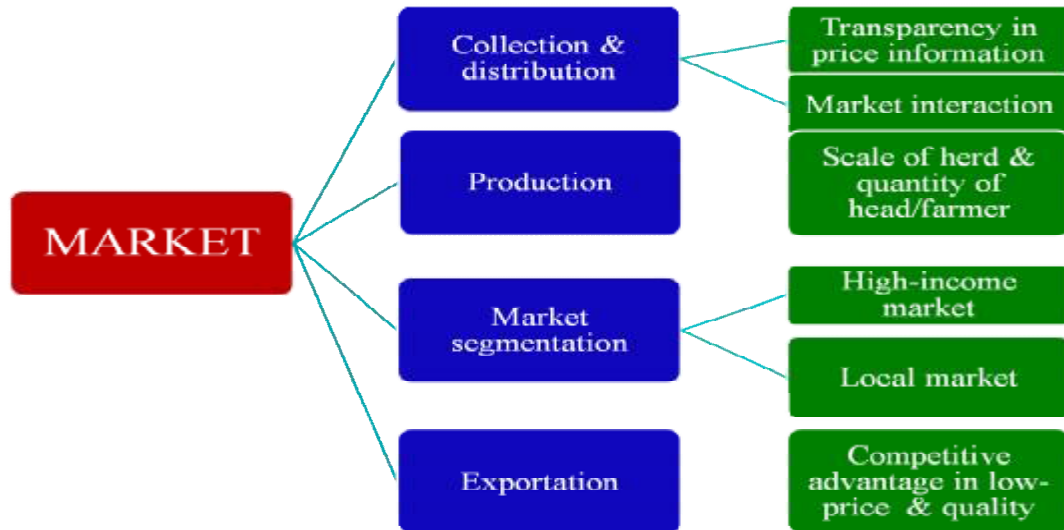 MARKET
Collection &
distribution
Transparency in
price information
Market interaction
Production
Scale of herd &
quantity of
head/farmer
Market
segmentation
High-income
market
Local market
Exportation
Competitive
advantage in low-
price & quality